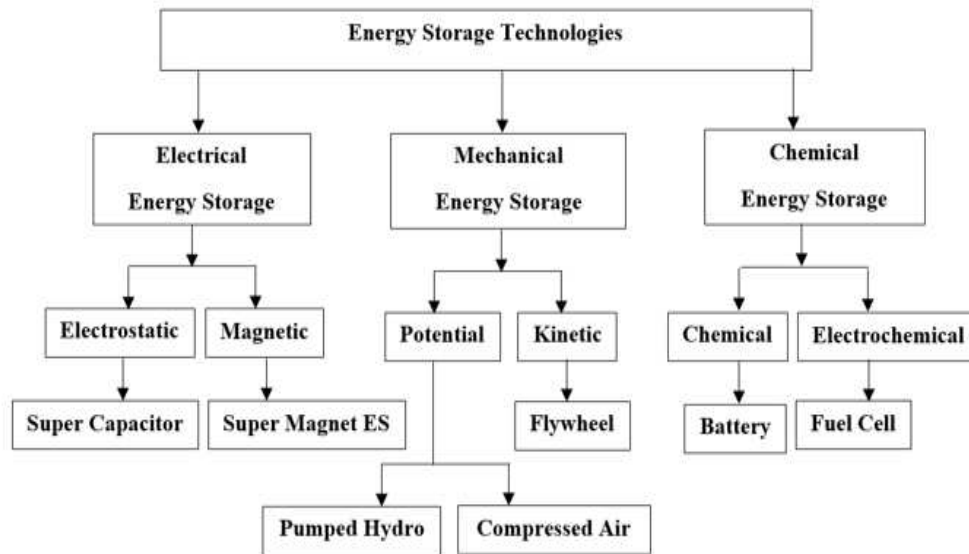 Energy Storage Technologies
Electrical
Energy Storage
Mechanical
Energy Storage
Chemical
Energy Storage
Electrostatic
Magnetic
Potential
Kinetic
Chemical
Electrochemical
Super Capacitor
Super Magnet ES
Flywheel
Battery
Fuel Cell
Pumped Hydro
Compressed Air